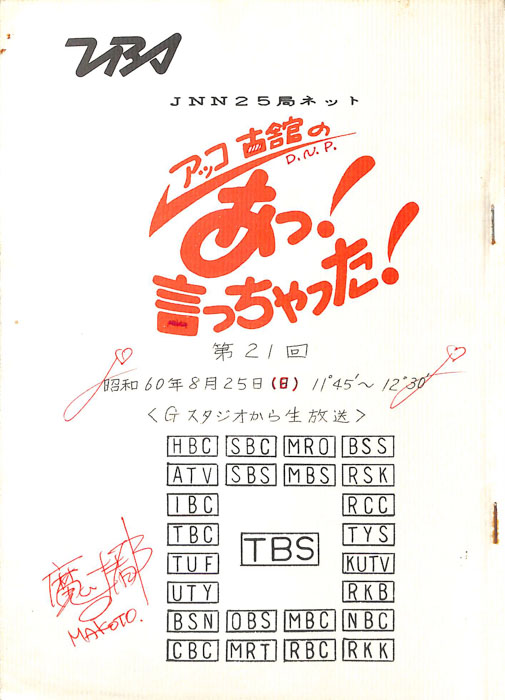 TBS
JNN25局ネット
アッコ 古舘の
D.N.P.
あっ!
言っちゃった!
第21回
昭和60年8月25日(日) 11°45'~12°30'
<Gスタジオから生放送>
HBC SBC MRO BSS
ATV SBS MBS RSK
IBC RCC
TBC TYS
TBS
TUF KUTV
UTY RKB
BSN OBS MBC NBC
CBC MRT RBC RKK
MAKOTO.